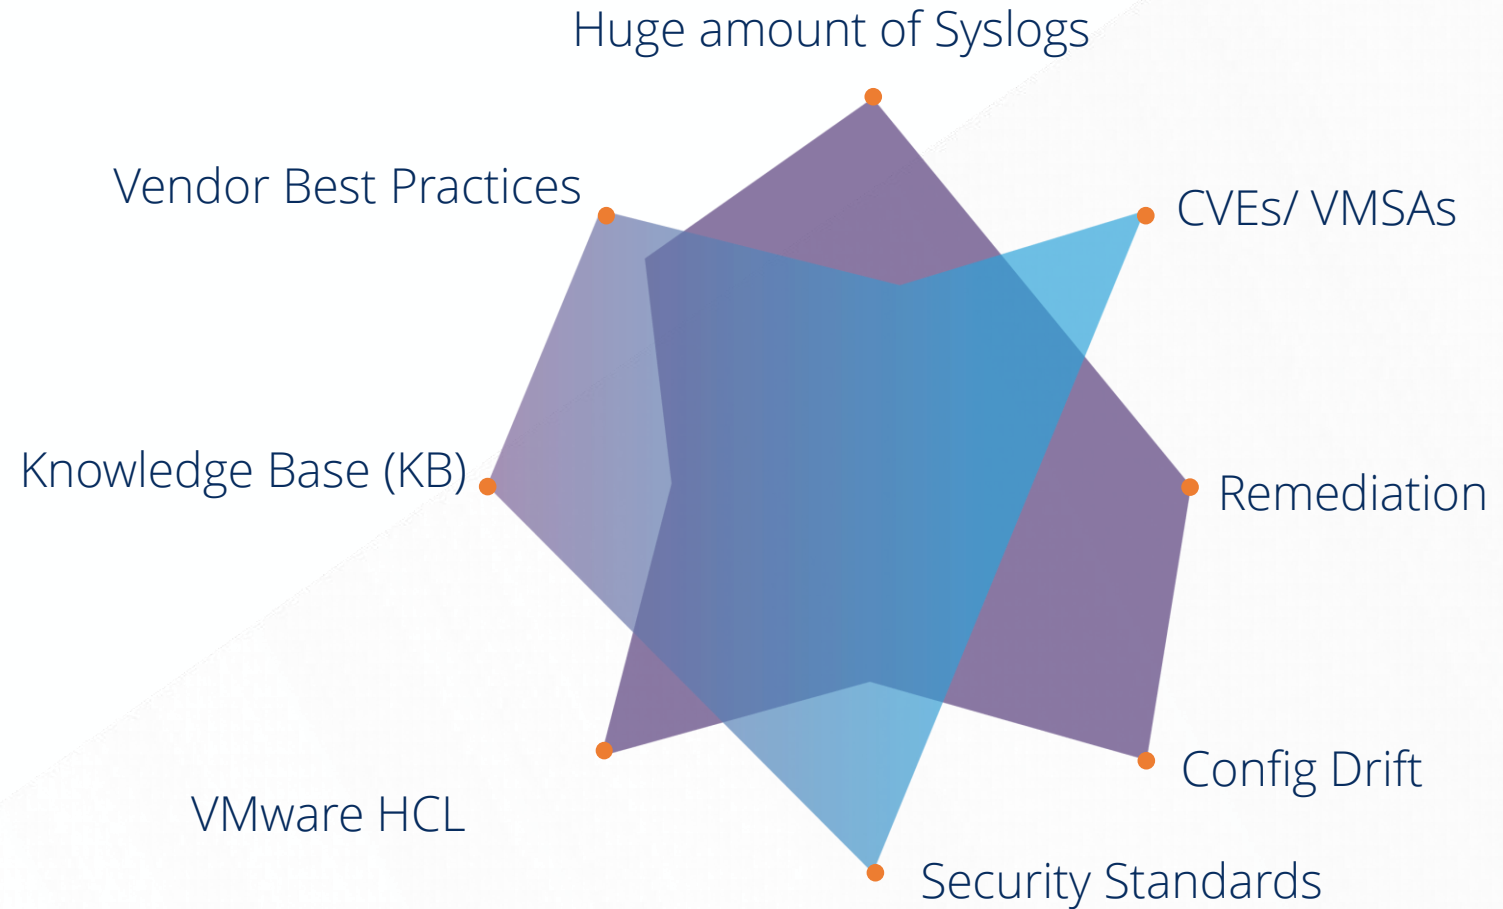 Huge amount of Syslogs
Vendor Best Practices
CVEs/ VMSAs
Knowledge Base (KB)
Remediation
Config Drift
VMware HCL
Security Standards